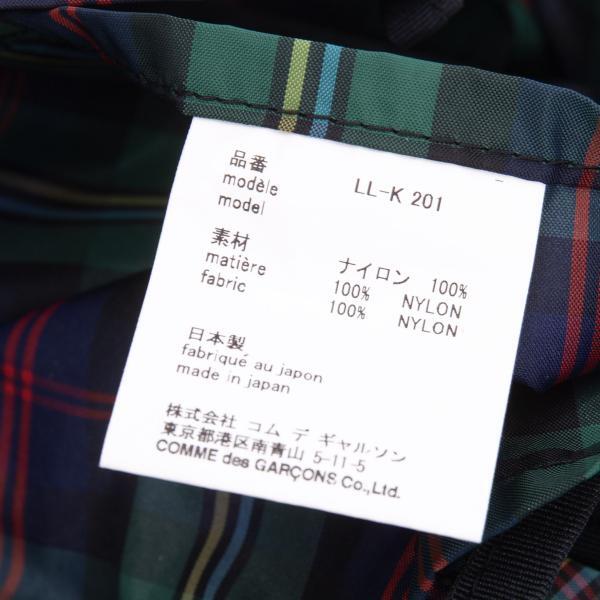 品番
modèle LL-K 201
model
素材
matière ナイロン 100%
fabric 100% NYLON
100% NYLON
日本製
fabriqué au japon
made in japan
株式会社 コム デ ギャルソン
東京都港区南青山 5-11-5
COMME des GARÇONS Co.,Ltd.